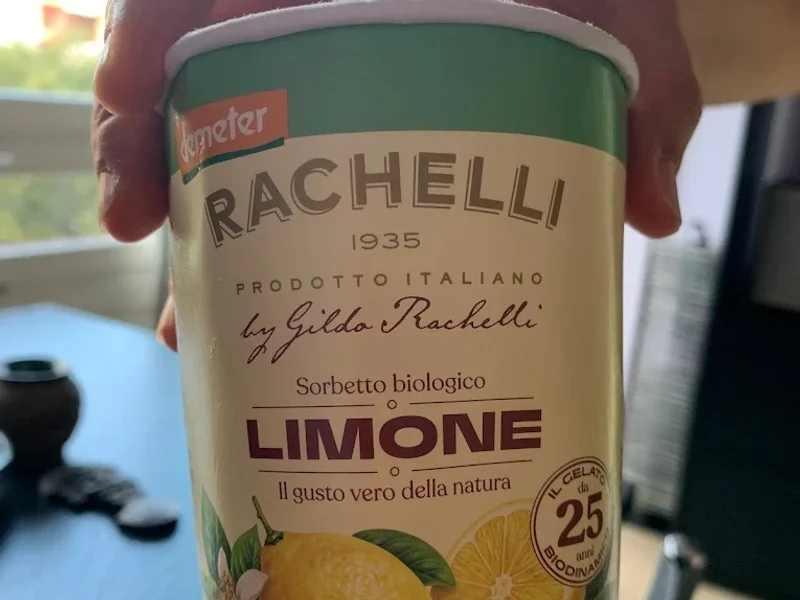 demeter
RACHELLI
1935
PRODOTTO ITALIANO
by Gildo Rachelli
Sorbetto biologico
LIMONE
Il gusto vero della natura
IL GELATO
da
25
anni
BIODINAMICO